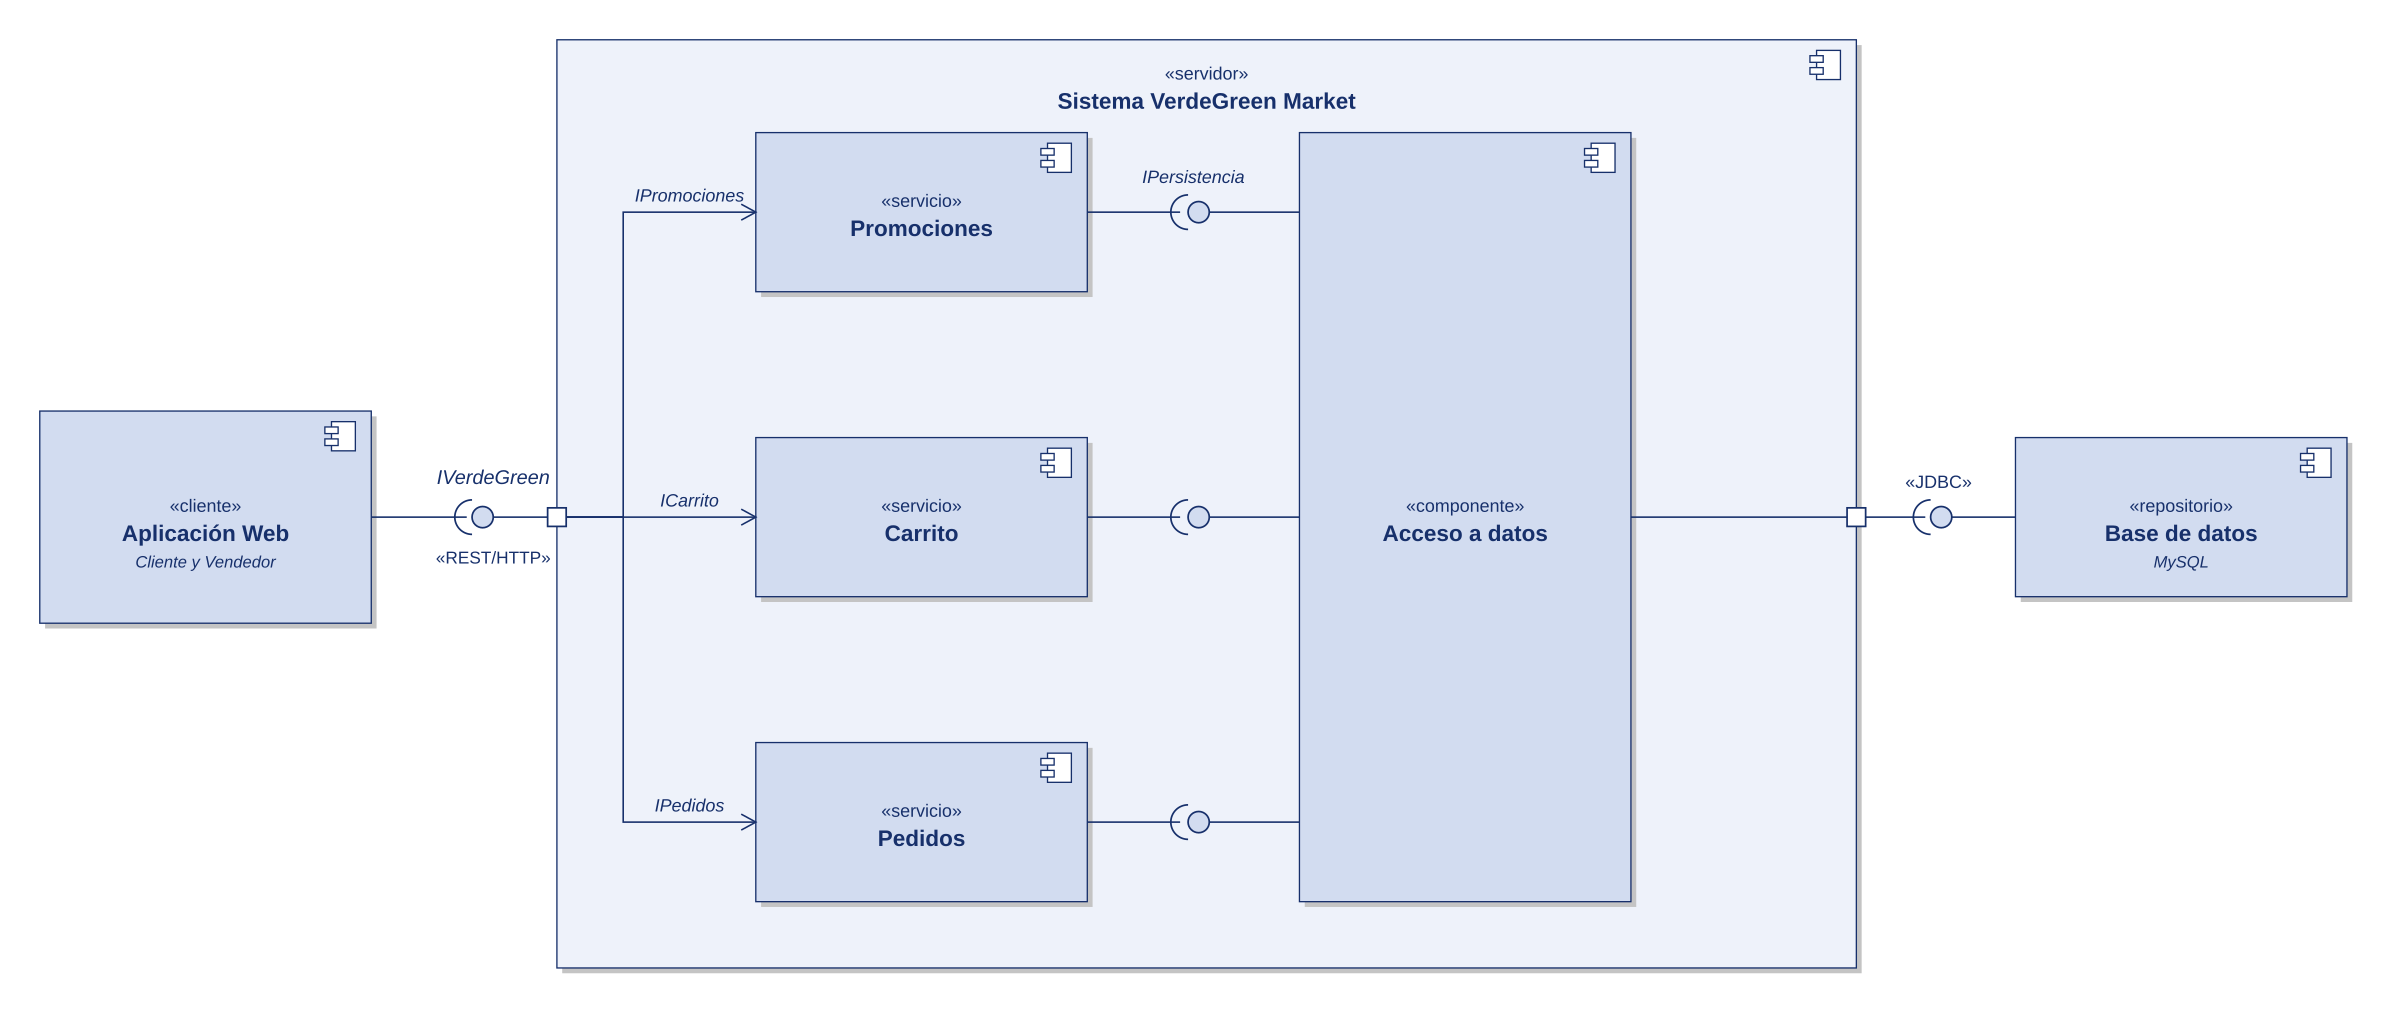 «servidor»
Sistema VerdeGreen Market
IPromociones
«servicio»
Promociones
IPersistencia
«cliente»
Aplicación Web
Cliente y Vendedor
IVerdeGreen
«REST/HTTP»
ICarrito
«servicio»
Carrito
«componente»
Acceso a datos
«JDBC»
«repositorio»
Base de datos
MySQL
IPedidos
«servicio»
Pedidos